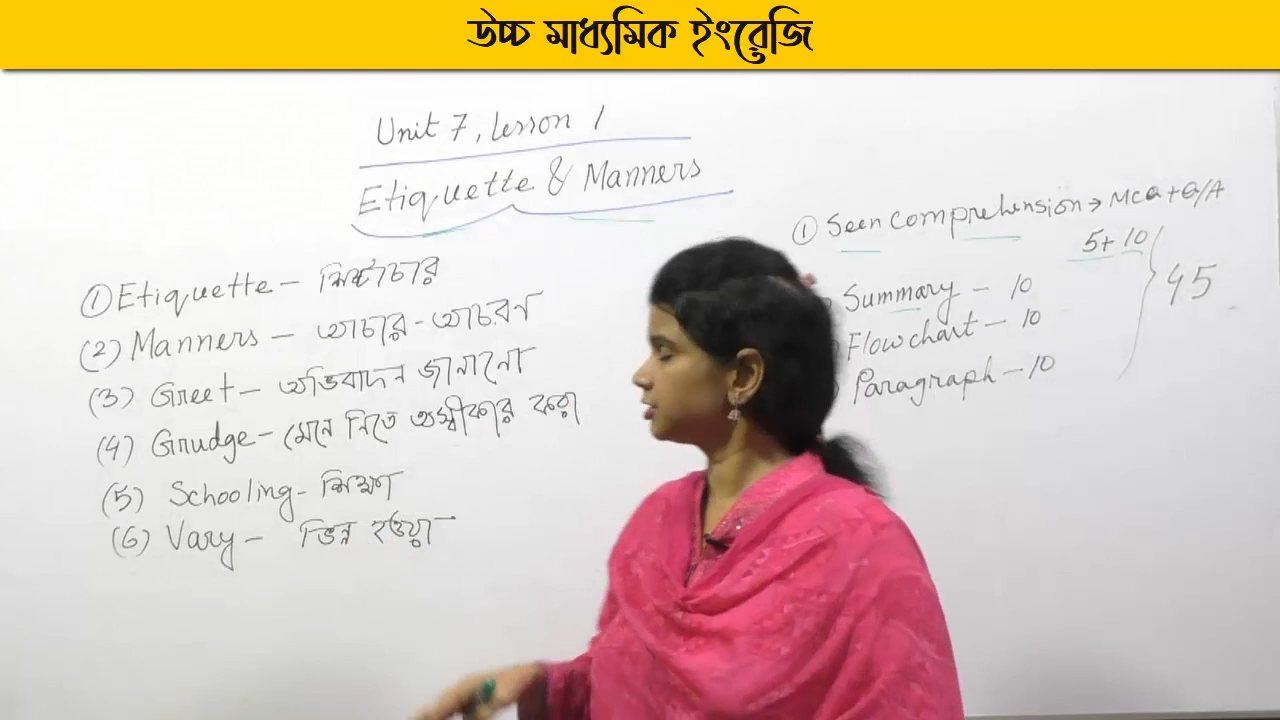 উচ্চ মাধ্যমিক ইংরেজি
Unit 7, Lesson 1
Etiquette & Manners
(1) Etiquette – শিষ্টাচার
(2) Manners – আচার-আচরণ
(3) Greet – অভিবাদন জানানো
(4) Grudge – মেনে নিতে অস্বীকার করা
(5) Schooling - শিক্ষা
(6) Vary – ভিন্ন হওয়া
(1) Seen comprehension → MCQ + Q/A
5+10
Summary – 10
Flowchart – 10
Paragraph – 10
45